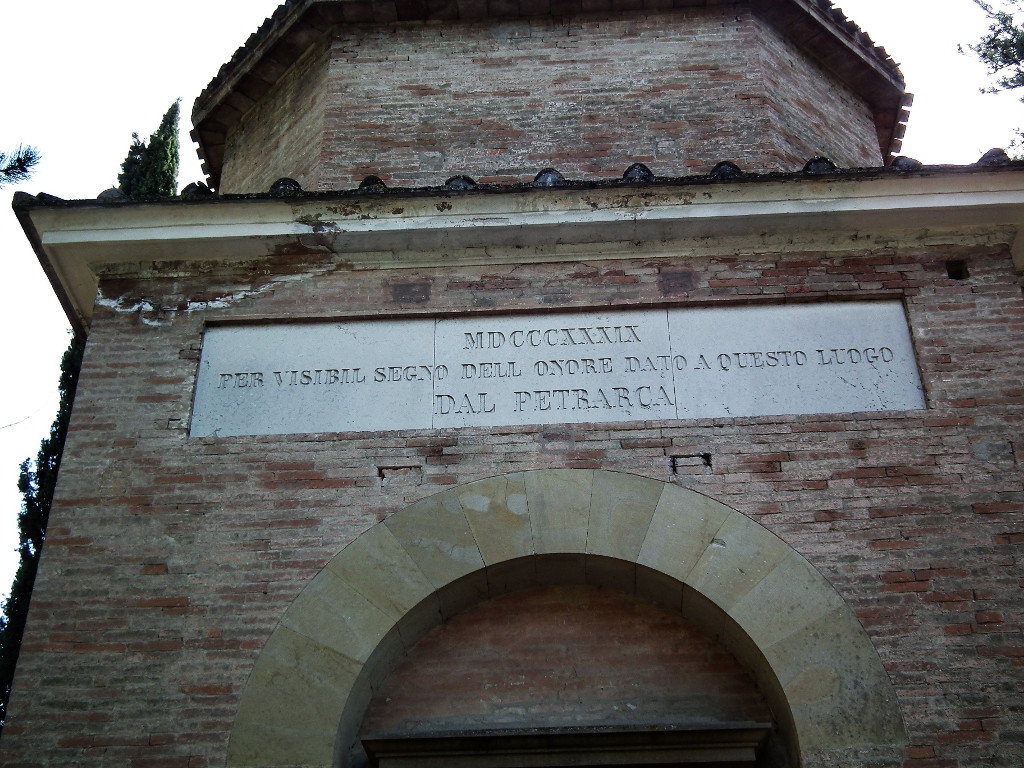 MDCCCXXXIX
PER VISIBIL SEGNO DELL ONORE DATO A QUESTO LUOGO
DAL PETRARCA